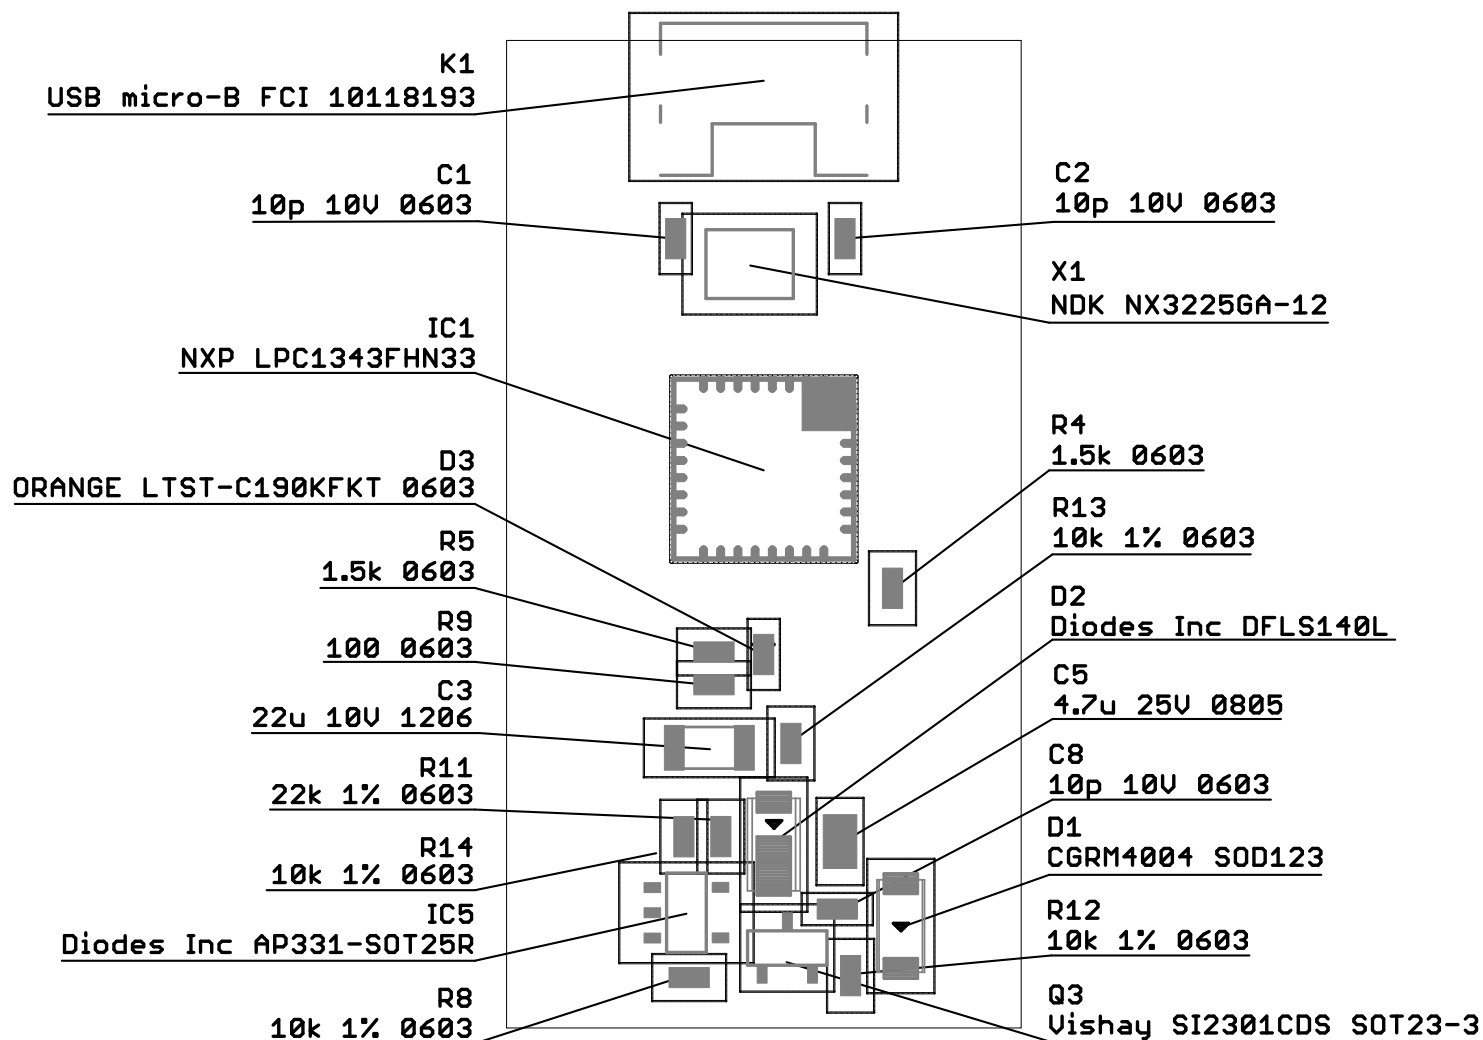 K1
USB micro-B FCI 10118193
C1
10p 10V 0603
IC1
NXP LPC1343FHN33
D3
ORANGE LTST-C190KFKT 0603
R5
1.5k 0603
R9
100 0603
C3
22u 10V 1206
R11
22k 1% 0603
R14
10k 1% 0603
IC5
Diodes Inc AP331-SOT25R
R8
10k 1% 0603
C2
10p 10V 0603
X1
NDK NX3225GA-12
R4
1.5k 0603
R13
10k 1% 0603
D2
Diodes Inc DFLS140L
C5
4.7u 25V 0805
C8
10p 10V 0603
D1
CGRM4004 SOD123
R12
10k 1% 0603
Q3
Vishay SI2301CDS SOT23-3